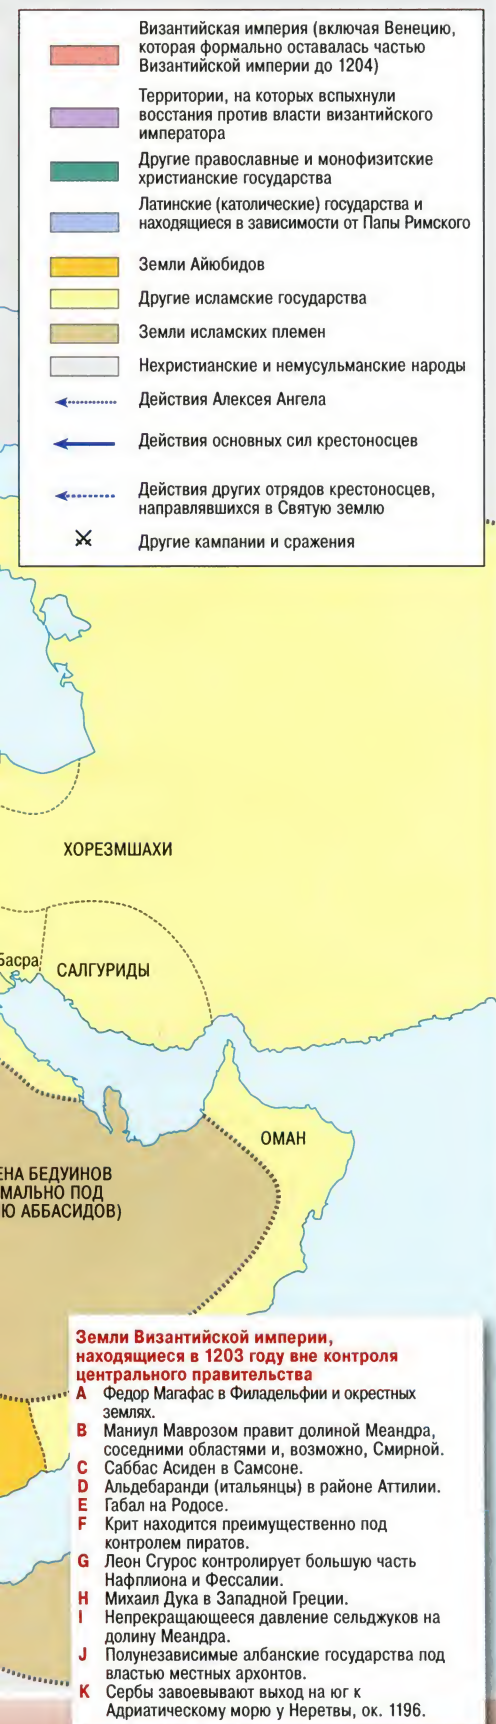 Византийская империя (включая Венецию,
которая формально оставалась частью
Византийской империи до 1204)
Территории, на которых вспыхнули
восстания против власти византийского
императора
Другие православные и монофизитские
христианские государства
Латинские (католические) государства и
находящиеся в зависимости от Папы Римского
Земли Айюбидов
Другие исламские государства
Земли исламских племен
Нехристианские и немусульманские народы
Действия Алексея Ангела
Действия основных сил крестоносцев
Действия других отрядов крестоносцев,
направлявшихся в Святую землю
Другие кампании и сражения
ХОРЕЗМШАХИ
Басра
САЛГУРИДЫ
ОМАН
ЕНА БЕДУИНОВ
МАЛЬНО ПОД
Ю АББАСИДОВ)
Земли Византийской империи,
находящиеся в 1203 году вне контроля
центрального правительства
A Федор Магафас в Филадельфии и окрестных
землях.
B Маниул Маврозом правит долиной Меандра,
соседними областями и, возможно, Смирной.
C Саббас Асиден в Самсоне.
D Альдебаранди (итальянцы) в районе Аттилии.
E Габал на Родосе.
F Крит находится преимущественно под
контролем пиратов.
G Леон Сгурос контролирует большую часть
Нафплиона и Фессалии.
H Михаил Дука в Западной Греции.
I Непрекращающееся давление сельджуков на
долину Меандра.
J Полунезависимые албанские государства под
властью местных архонтов.
K Сербы завоевывают выход на юг к
Адриатическому морю у Неретвы, ок. 1196.